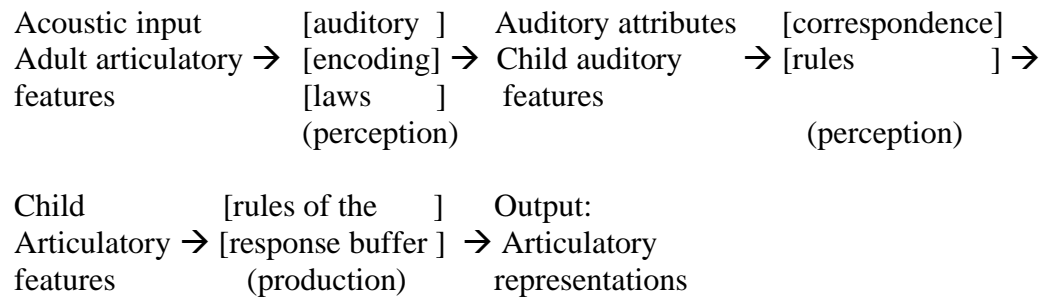 Acoustic input [auditory ] Auditory attributes [correspondence]
Adult articulatory → [encoding] → Child auditory → [rules ] →
features [laws ] features
(perception) (perception)
Child [rules of the ] Output:
Articulatory → [response buffer ] → Articulatory
features (production) representations